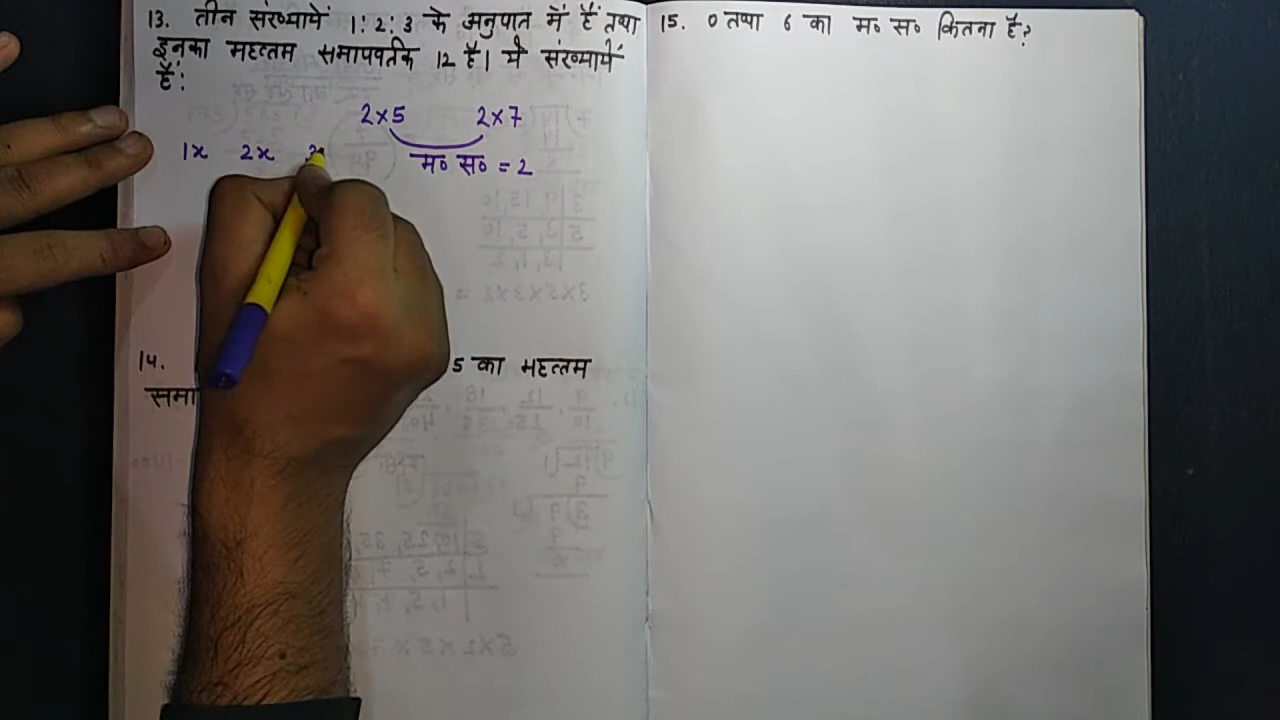 13. तीन संख्यायें 1:2:3 के अनुपात में हैं तथा
इनका महत्तम समापवर्तक 12 है। ये संख्यायें
हैं:
2×5 2×7
1x 2x
म० स० = 2
14. 5 का महत्तम
समा
15. 0 तथा 6 का म० स० कितना है?